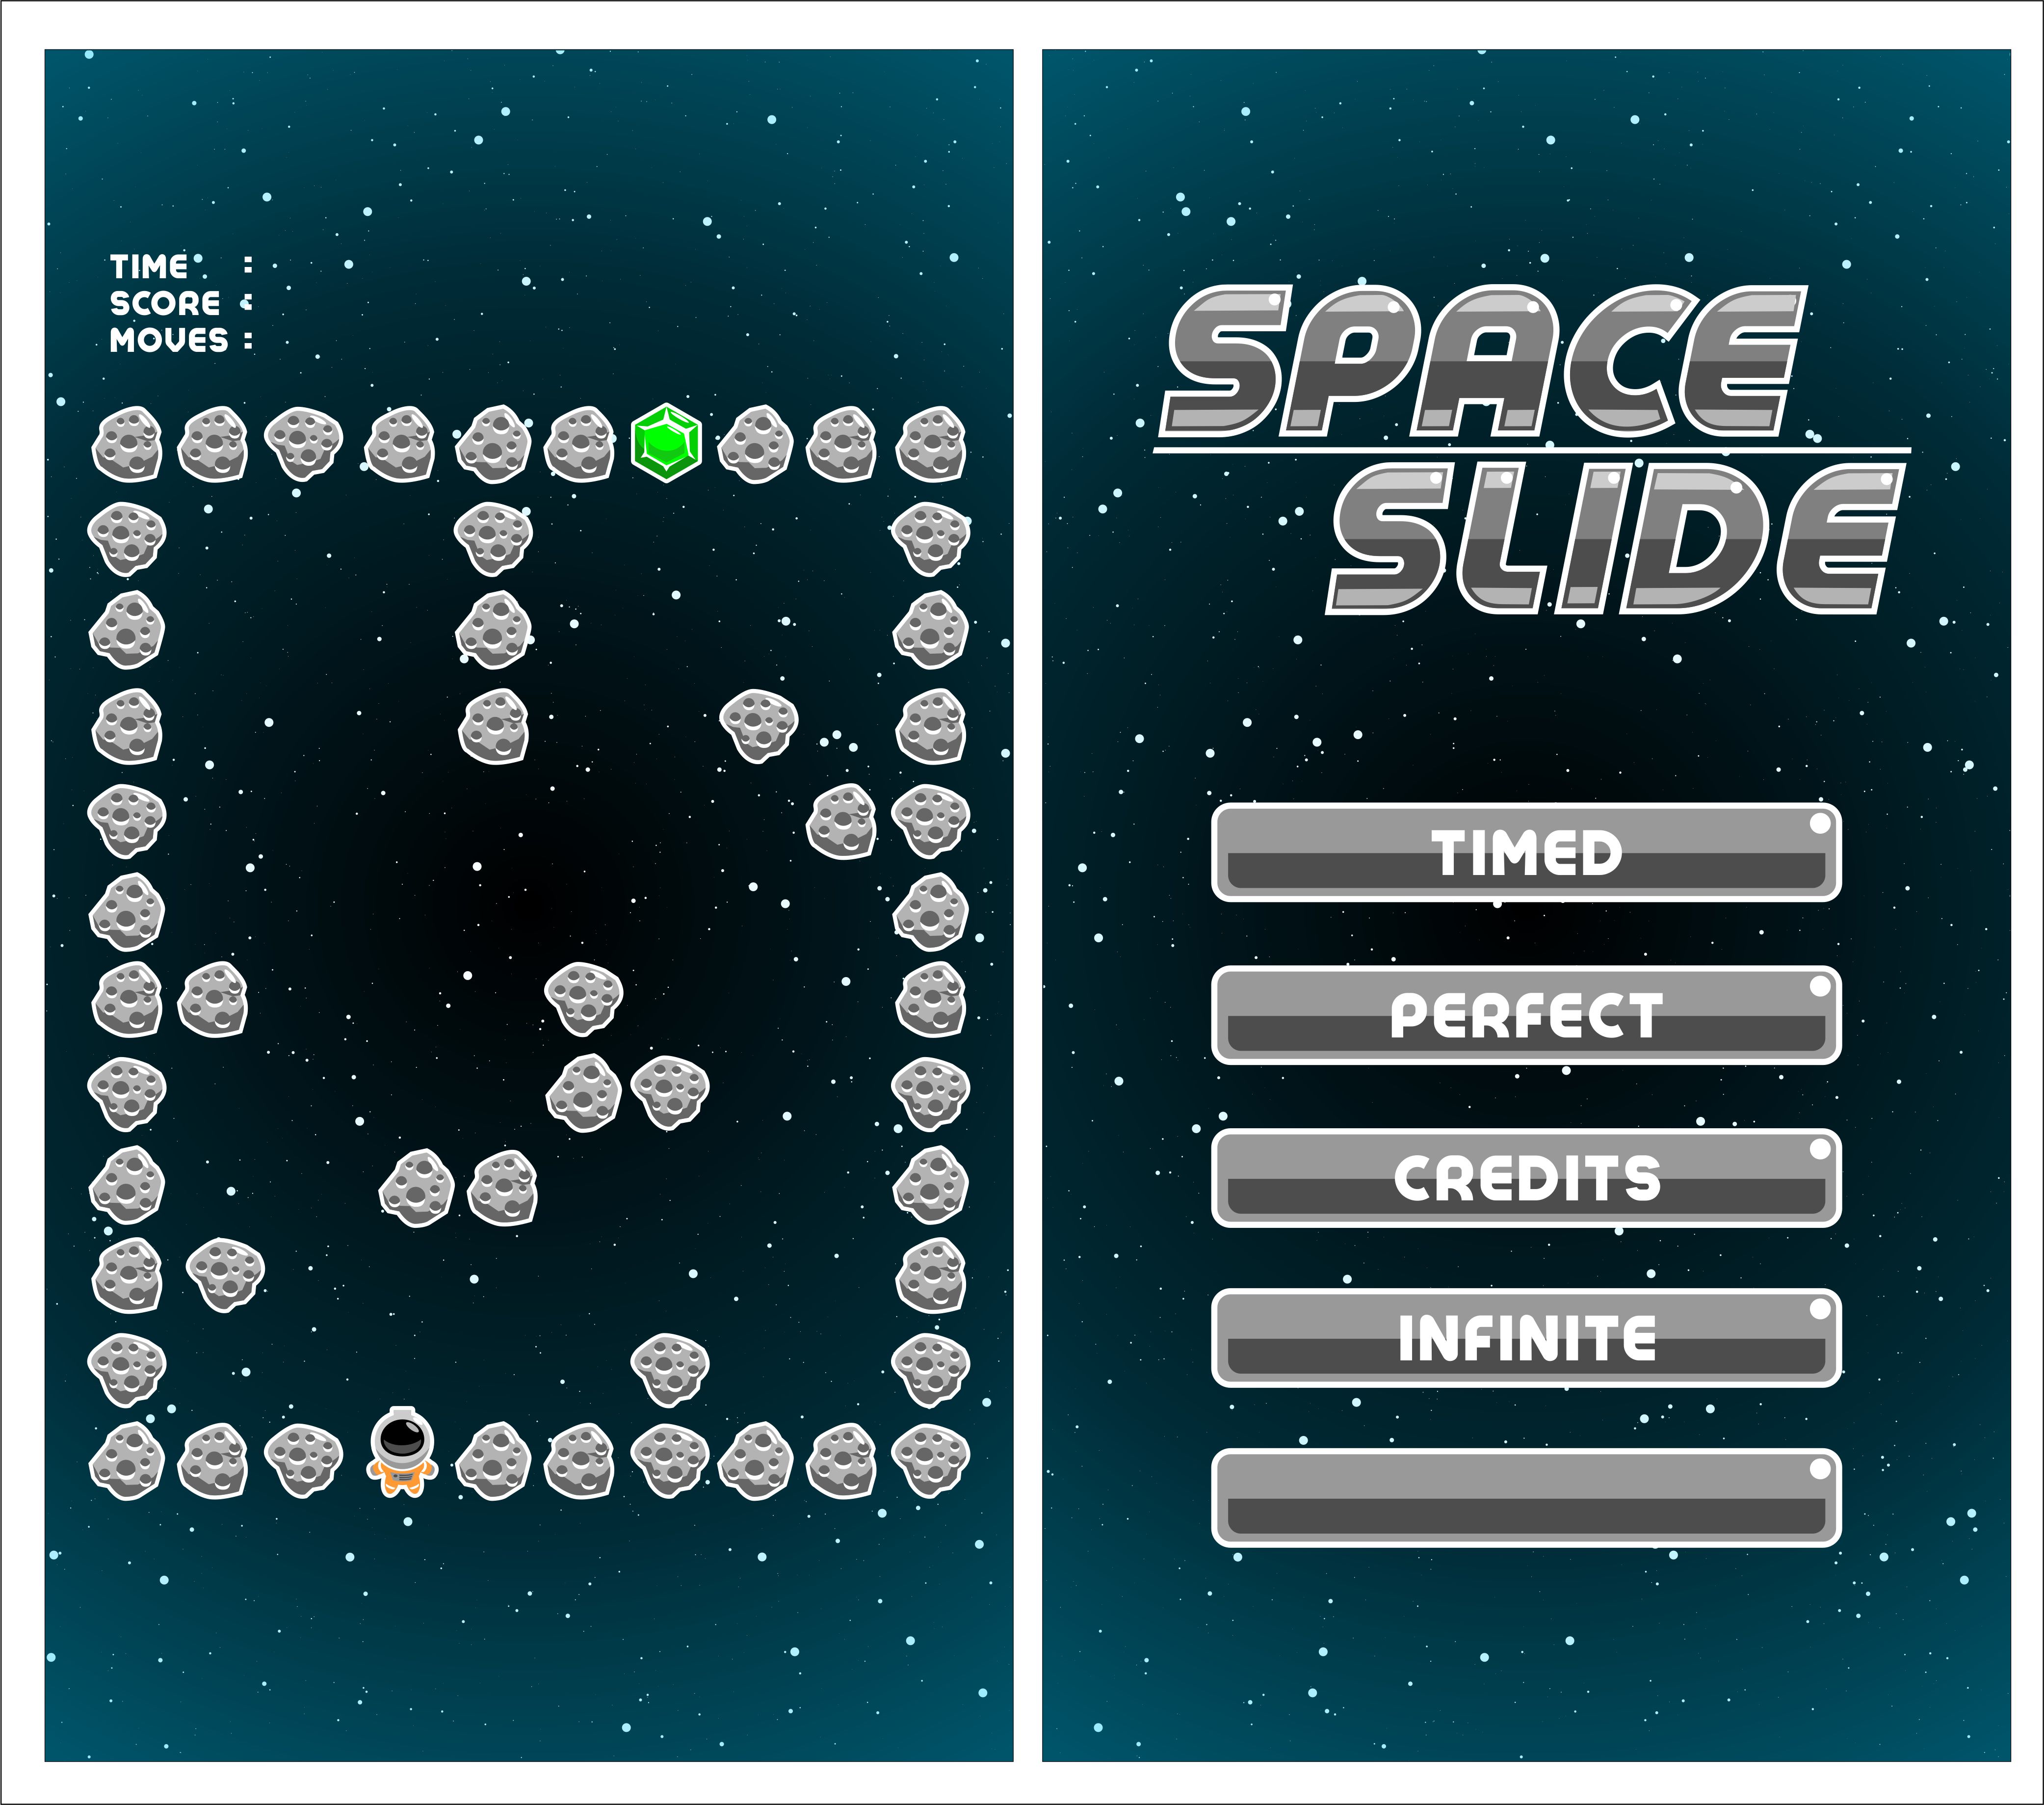 TIME :
SCORE :
MOVES :
SPACE
SLIDE
TIMED
PERFECT
CREDITS
INFINITE